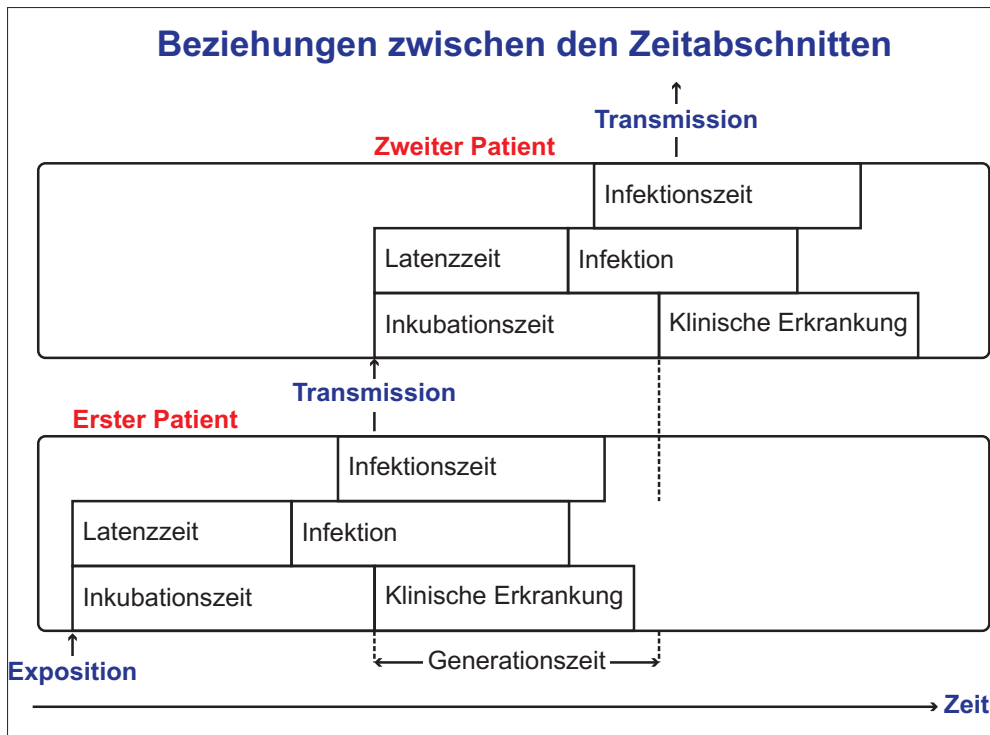 Beziehungen zwischen den Zeitabschnitten
Transmission
Zweiter Patient
Infektionszeit
Latenzzeit
Infektion
Inkubationszeit
Klinische Erkrankung
Transmission
Erster Patient
Infektionszeit
Latenzzeit
Infektion
Inkubationszeit
Klinische Erkrankung
Generationszeit
Exposition
Zeit